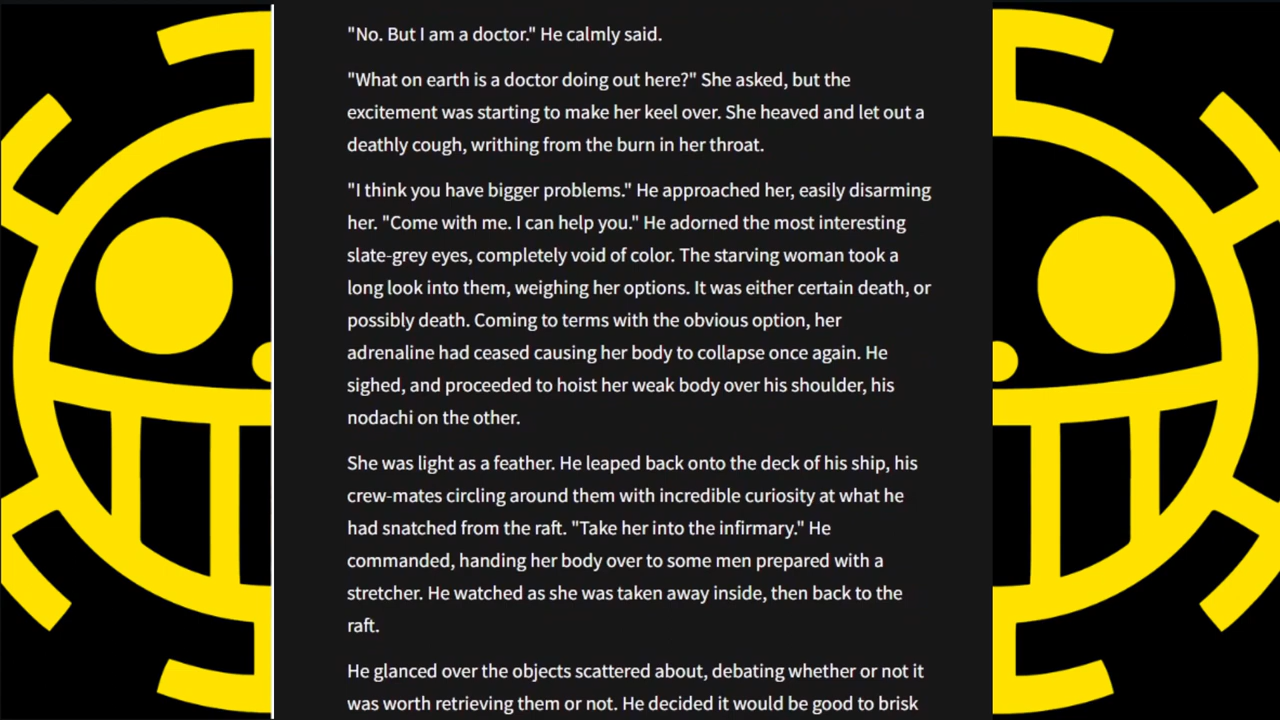 "No. But I am a doctor." He calmly said.
"What on earth is a doctor doing out here?" She asked, but the
excitement was starting to make her keel over. She heaved and let out a
deathly cough, writhing from the burn in her throat.
"I think you have bigger problems." He approached her, easily disarming
her. "Come with me. I can help you." He adorned the most interesting
slate-grey eyes, completely void of color. The starving woman took a
long look into them, weighing her options. It was either certain death, or
possibly death. Coming to terms with the obvious option, her
adrenaline had ceased causing her body to collapse once again. He
sighed, and proceeded to hoist her weak body over his shoulder, his
nodachi on the other.
She was light as a feather. He leaped back onto the deck of his ship, his
crew-mates circling around them with incredible curiosity at what he
had snatched from the raft. "Take her into the infirmary." He
commanded, handing her body over to some men prepared with a
stretcher. He watched as she was taken away inside, then back to the
raft.
He glanced over the objects scattered about, debating whether or not it
was worth retrieving them or not. He decided it would be good to brisk